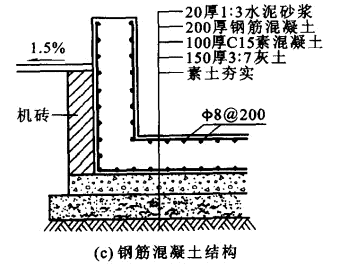 20厚1:3水泥砂浆
200厚钢筋混凝土
100厚C15素混凝土
150厚3:7灰土
素土夯实
1.5%
机砖
Φ8@200
(c)钢筋混凝土结构